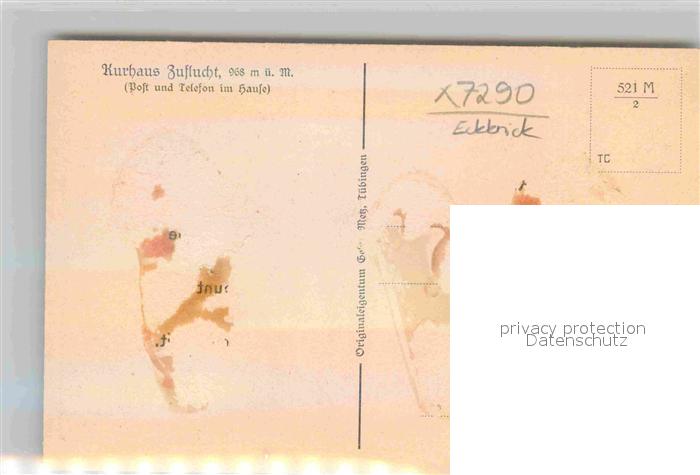 Kurhaus Zuflucht, 968 m ü. M.
(Post und Telefon im Hause)
x7290
Eckbrick
521 M
2
TC
Originaleigentum Gebr. Metz, Tübingen
privacy protection
Datenschutz